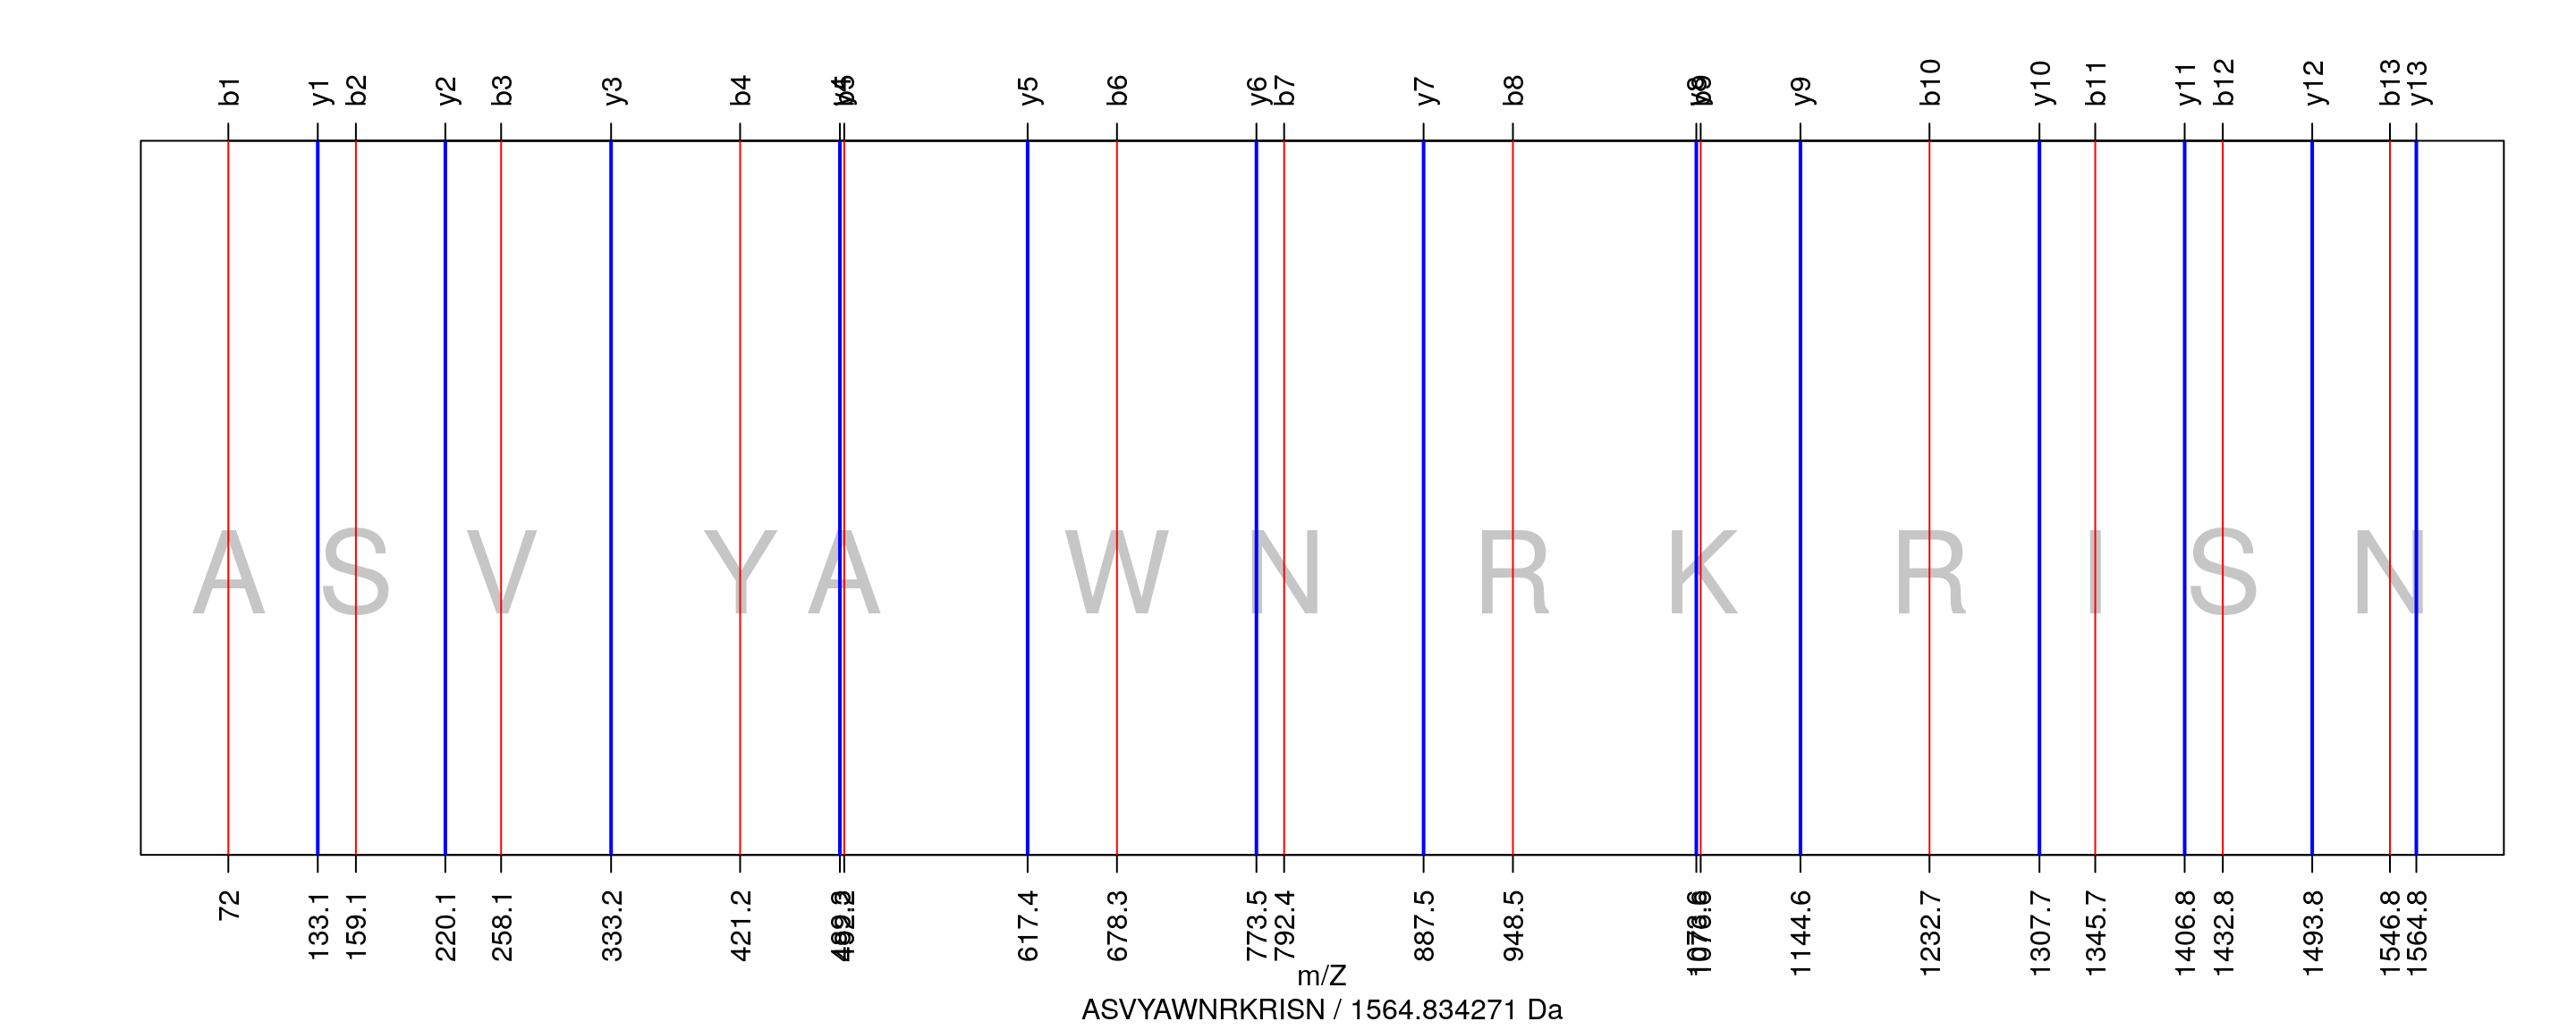 b1 y1 b2 y2 b3 y3 b4 y5 b6 y6 b7 y7 b8 y9 b10 y10 b11 y11 b12 y12 b13 y13
A S V Y A W N R K R I S N
72 133.1 159.1 220.1 258.1 333.2 421.2 617.4 678.3 773.5 792.4 887.5 948.5 1144.6 1232.7 1307.7 1345.7 1406.8 1432.8 1493.8 1546.8 1564.8
m/Z
ASVYAWNRKRISN / 1564.834271 Da